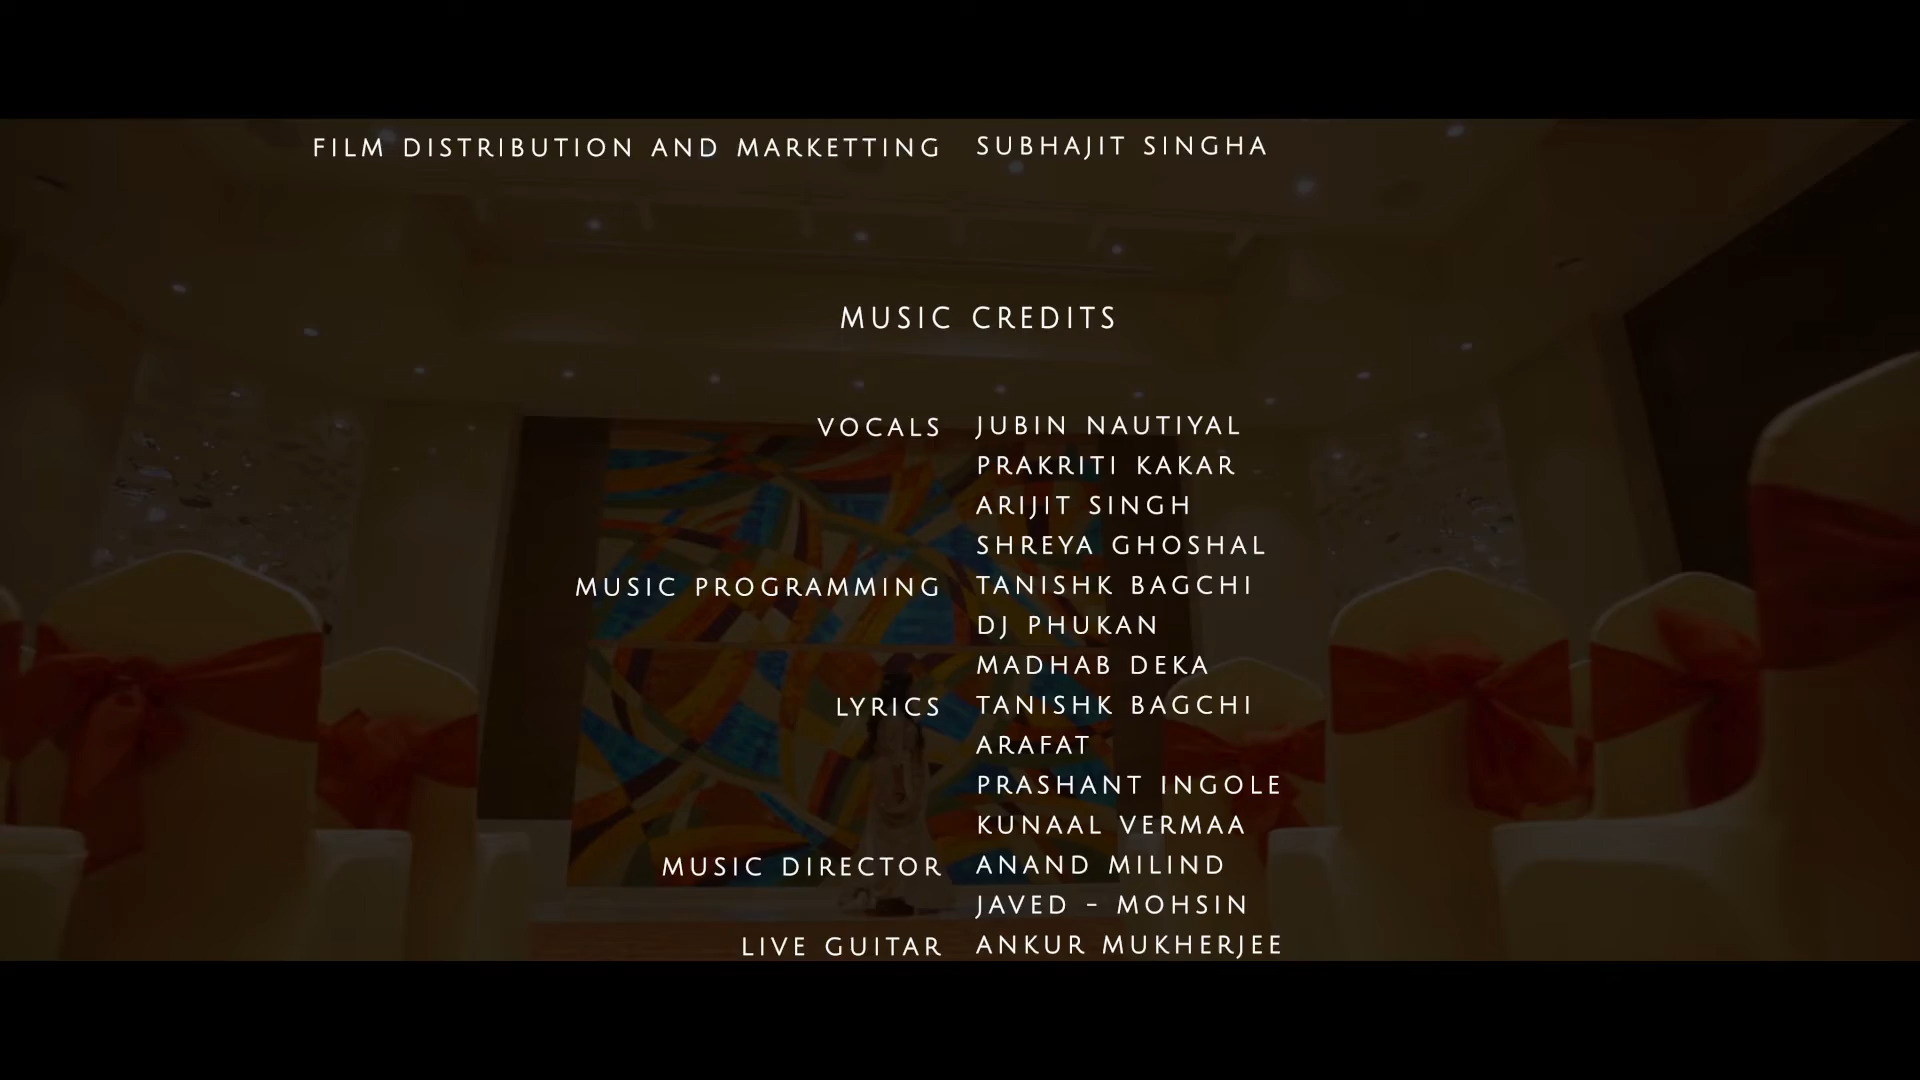 FILM DISTRIBUTION AND MARKETTING SUBHAJIT SINGHA
MUSIC CREDITS
VOCALS JUBIN NAUTIYAL
PRAKRITI KAKAR
ARIJIT SINGH
SHREYA GHOSHAL
MUSIC PROGRAMMING TANISHK BAGCHI
DJ PHUKAN
MADHAB DEKA
LYRICS TANISHK BAGCHI
ARAFAT
PRASHANT INGOLE
KUNAAL VERMAA
MUSIC DIRECTOR ANAND MILIND
JAVED - MOHSIN
LIVE GUITAR ANKUR MUKHERJEE